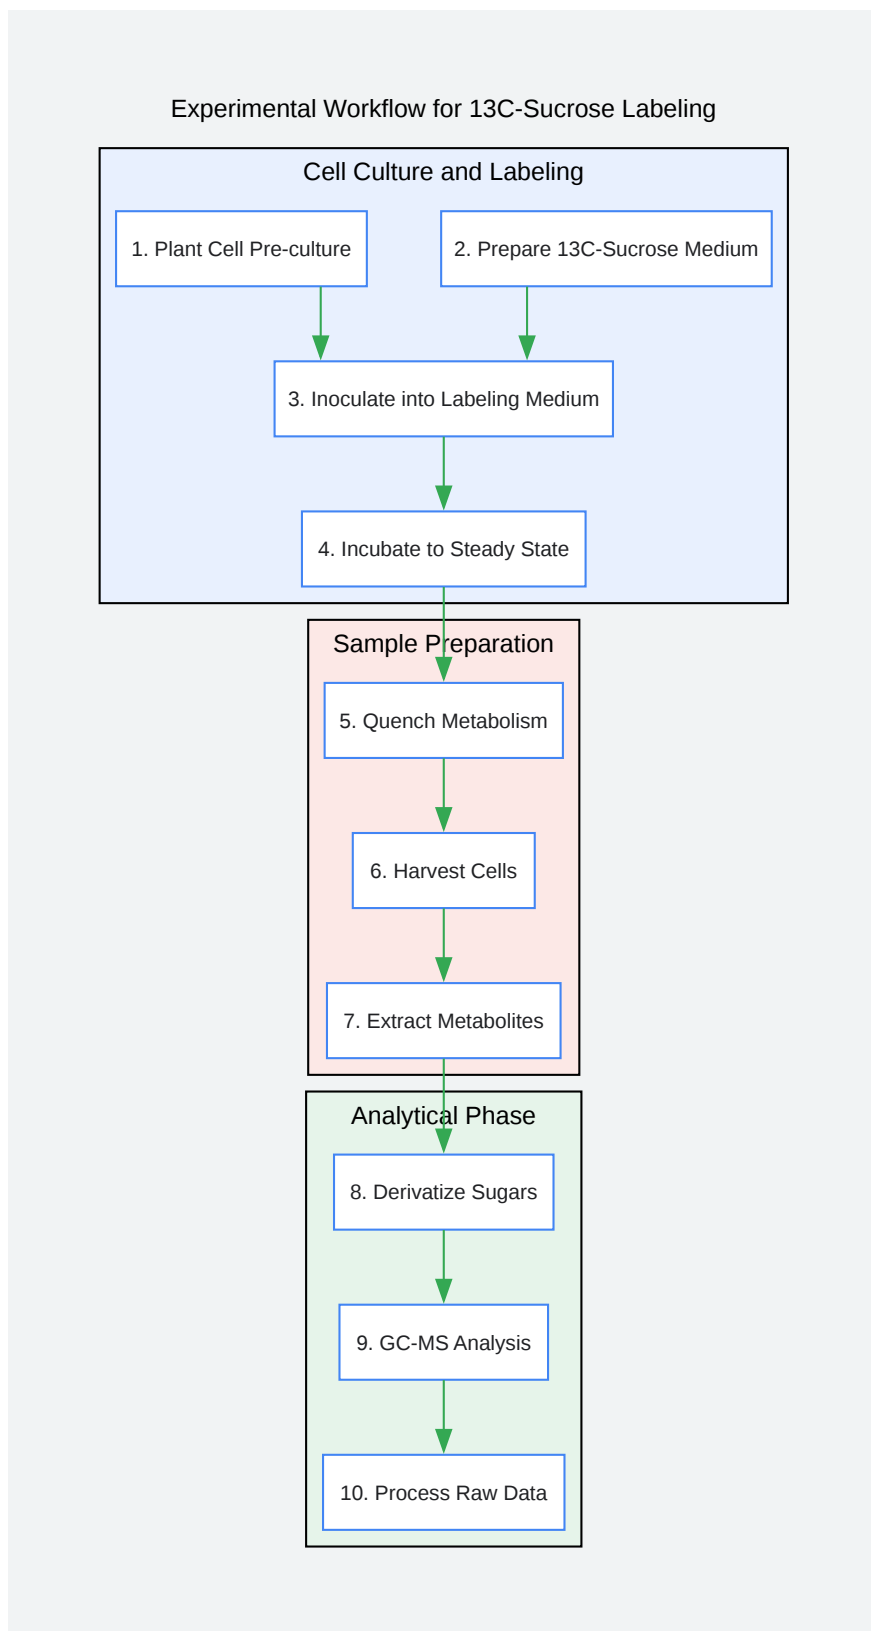 Experimental Workflow for 13C-Sucrose Labeling
Cell Culture and Labeling
1. Plant Cell Pre-culture
2. Prepare 13C-Sucrose Medium
3. Inoculate into Labeling Medium
4. Incubate to Steady State
Sample Preparation
5. Quench Metabolism
6. Harvest Cells
7. Extract Metabolites
Analytical Phase
8. Derivatize Sugars
9. GC-MS Analysis
10. Process Raw Data